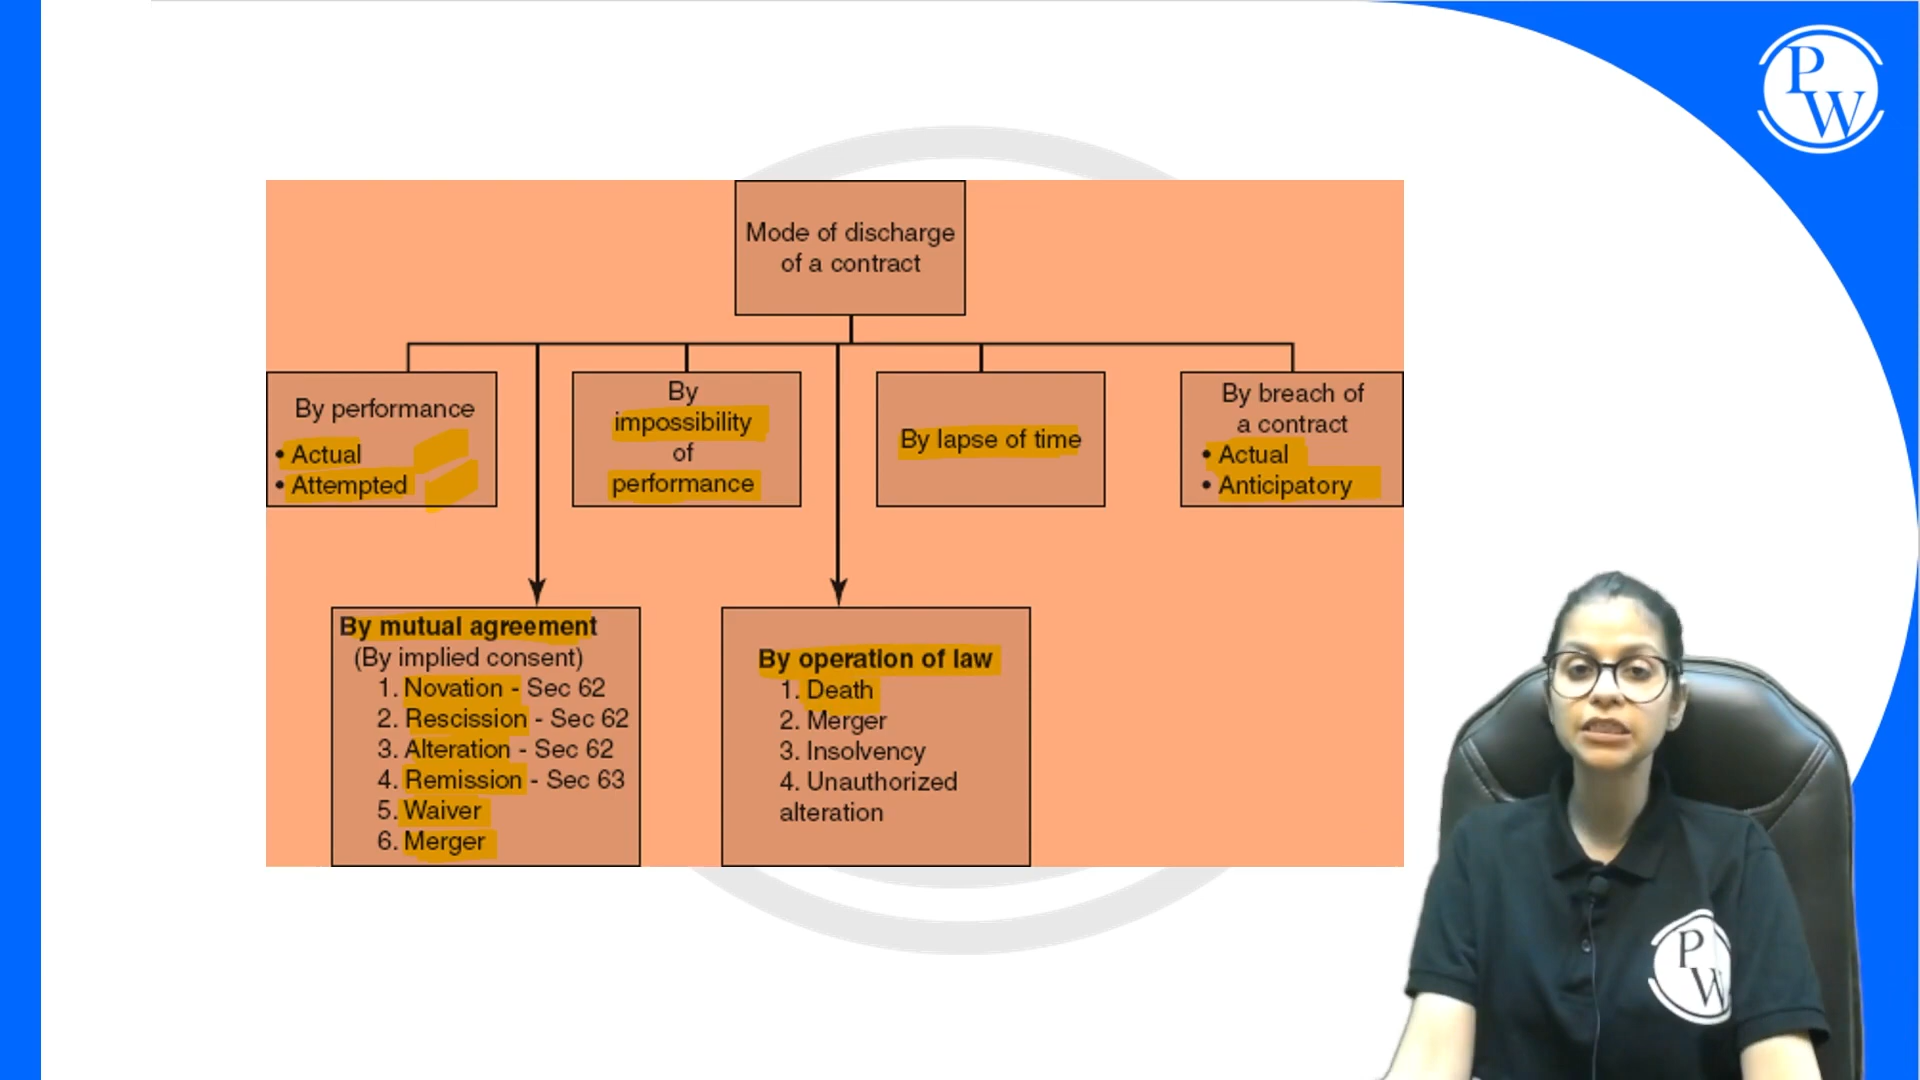 P
W
Mode of discharge
of a contract
By performance
• Actual
• Attempted
By
impossibility
of
performance
By lapse of time
By breach of
a contract
• Actual
• Anticipatory
By mutual agreement
(By implied consent)
1. Novation - Sec 62
2. Rescission - Sec 62
3. Alteration - Sec 62
4. Remission - Sec 63
5. Waiver
6. Merger
By operation of law
1. Death
2. Merger
3. Insolvency
4. Unauthorized
alteration
P
W